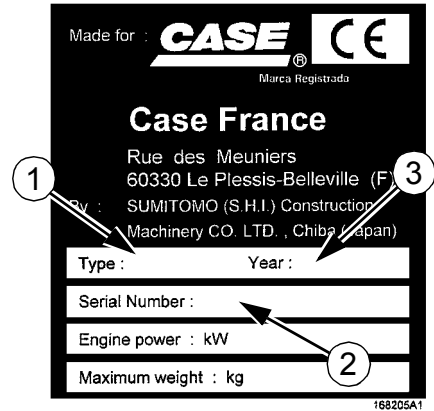 Made for : CASE ® CE
Marca Registrada
Case France
Rue des Meuniers
60330 Le Plessis-Belleville (F)
By : SUMITOMO (S.H.I.) Construction
Machinery CO. LTD. , Chiba (Japan)
Type : Year :
Serial Number :
Engine power : kW
Maximum weight : kg
1
2
3
168205A1